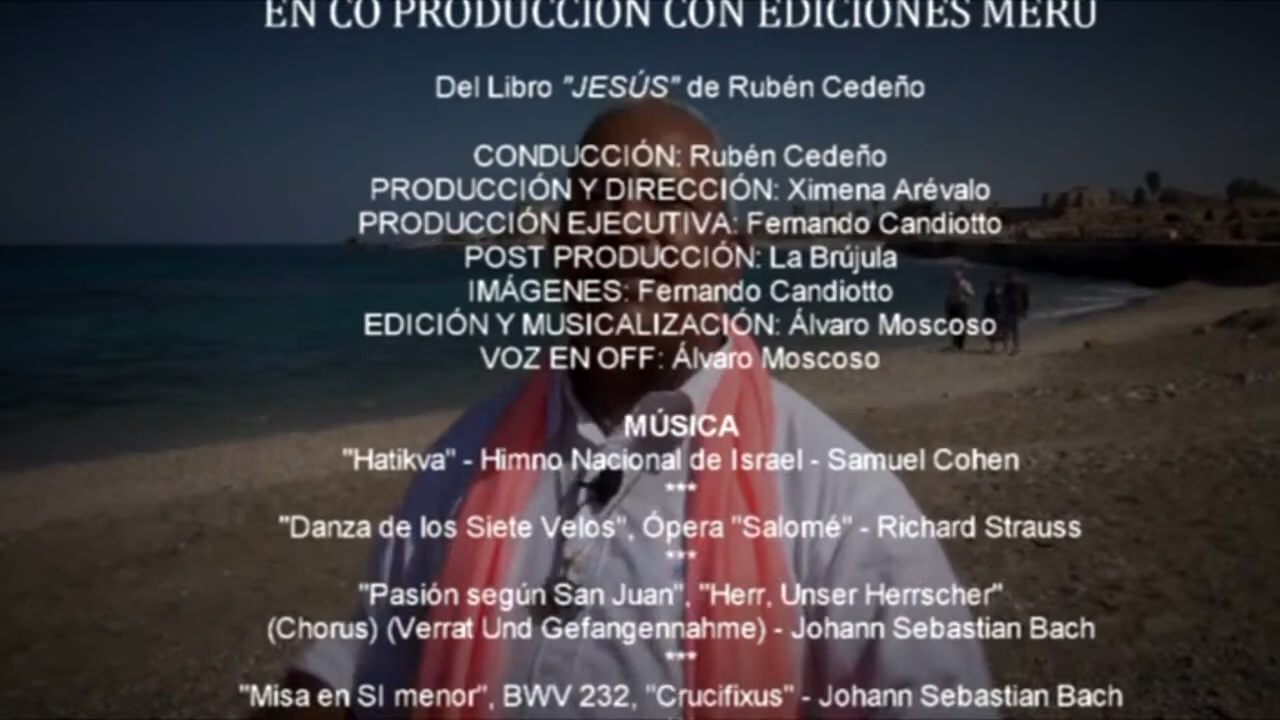 EN CO PRODUCCIÓN CON EDICIONES MERÚ
Del Libro "JESÚS" de Rubén Cedeño
CONDUCCIÓN: Rubén Cedeño
PRODUCCIÓN Y DIRECCIÓN: Ximena Arévalo
PRODUCCIÓN EJECUTIVA: Fernando Candiotto
POST PRODUCCIÓN: La Brújula
IMÁGENES: Fernando Candiotto
EDICIÓN Y MUSICALIZACIÓN: Álvaro Moscoso
VOZ EN OFF: Álvaro Moscoso
MÚSICA
"Hatikva" - Himno Nacional de Israel - Samuel Cohen
***
"Danza de los Siete Velos", Ópera "Salomé" - Richard Strauss
***
"Pasión según San Juan", "Herr, Unser Herrscher"
(Chorus) (Verrat Und Gefangennahme) - Johann Sebastian Bach
***
"Misa en SI menor", BWV 232, "Crucifixus" - Johann Sebastian Bach